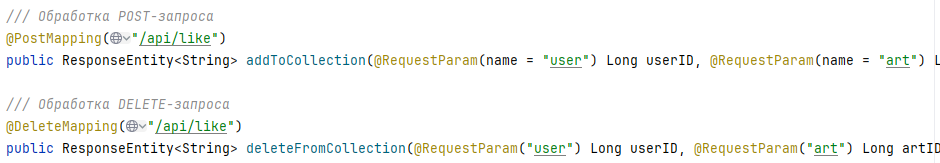 /// Обработка POST-запроса
@PostMapping("/api/like")
public ResponseEntity<String> addToCollection(@RequestParam(name = "user") Long userID, @RequestParam(name = "art") L
/// Обработка DELETE-запроса
@DeleteMapping("/api/like")
public ResponseEntity<String> deleteFromCollection(@RequestParam("user") Long userID, @RequestParam("art") Long artID